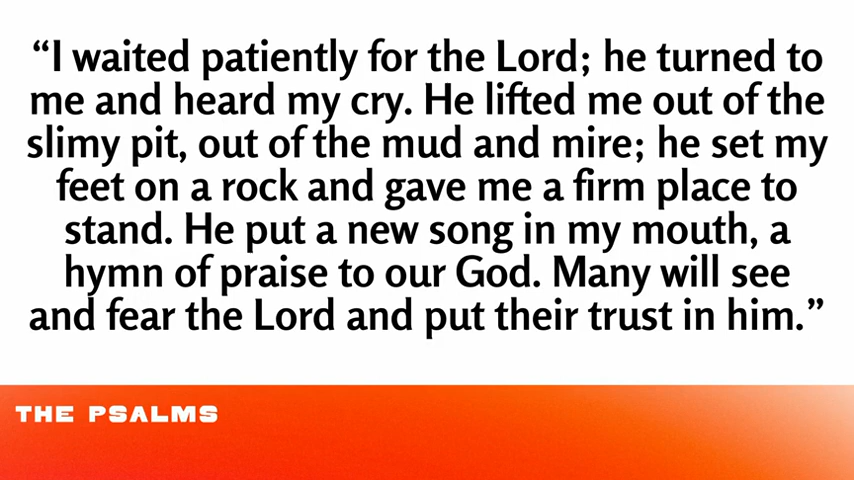 “I waited patiently for the Lord; he turned to
me and heard my cry. He lifted me out of the
slimy pit, out of the mud and mire; he set my
feet on a rock and gave me a firm place to
stand. He put a new song in my mouth, a
hymn of praise to our God. Many will see
and fear the Lord and put their trust in him.”
THE PSALMS